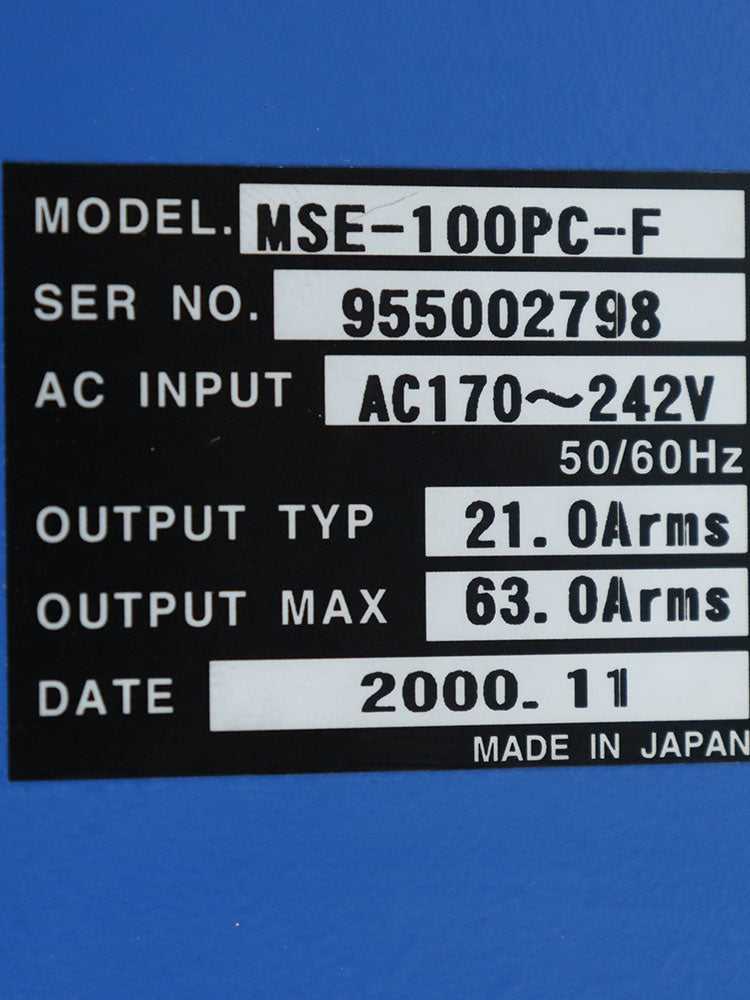 MODEL. MSE-100PC-F
SER NO. 955002798
AC INPUT AC170~242V
50/60Hz
OUTPUT TYP 21.0Arms
OUTPUT MAX 63.0Arms
DATE 2000.11
MADE IN JAPAN